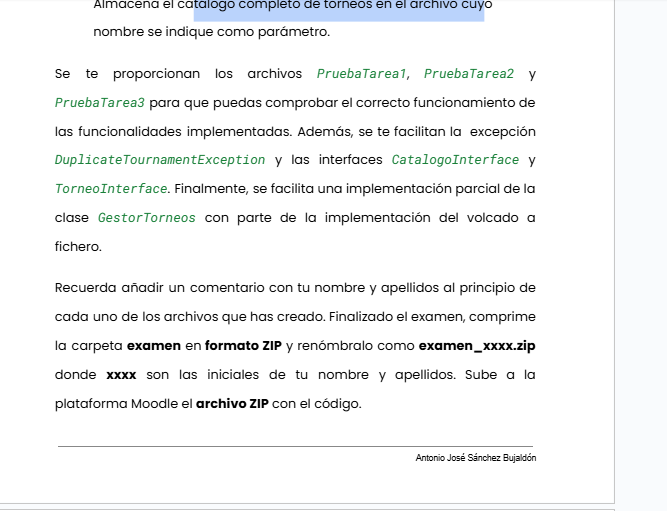 Almacena el catálogo completo de torneos en el archivo cuyo
nombre se indique como parámetro.
Se te proporcionan los archivos PruebaTarea1, PruebaTarea2 y
PruebaTarea3 para que puedas comprobar el correcto funcionamiento de
las funcionalidades implementadas. Además, se te facilitan la excepción
DuplicateTournamentException y las interfaces CatalogoInterface y
TorneoInterface. Finalmente, se facilita una implementación parcial de la
clase GestorTorneos con parte de la implementación del volcado a
fichero.
Recuerda añadir un comentario con tu nombre y apellidos al principio de
cada uno de los archivos que has creado. Finalizado el examen, comprime
la carpeta examen en formato ZIP y renómbralo como examen_xxxx.zip
donde xxxx son las iniciales de tu nombre y apellidos. Sube a la
plataforma Moodle el archivo ZIP con el código.
Antonio José Sánchez Bujaldón